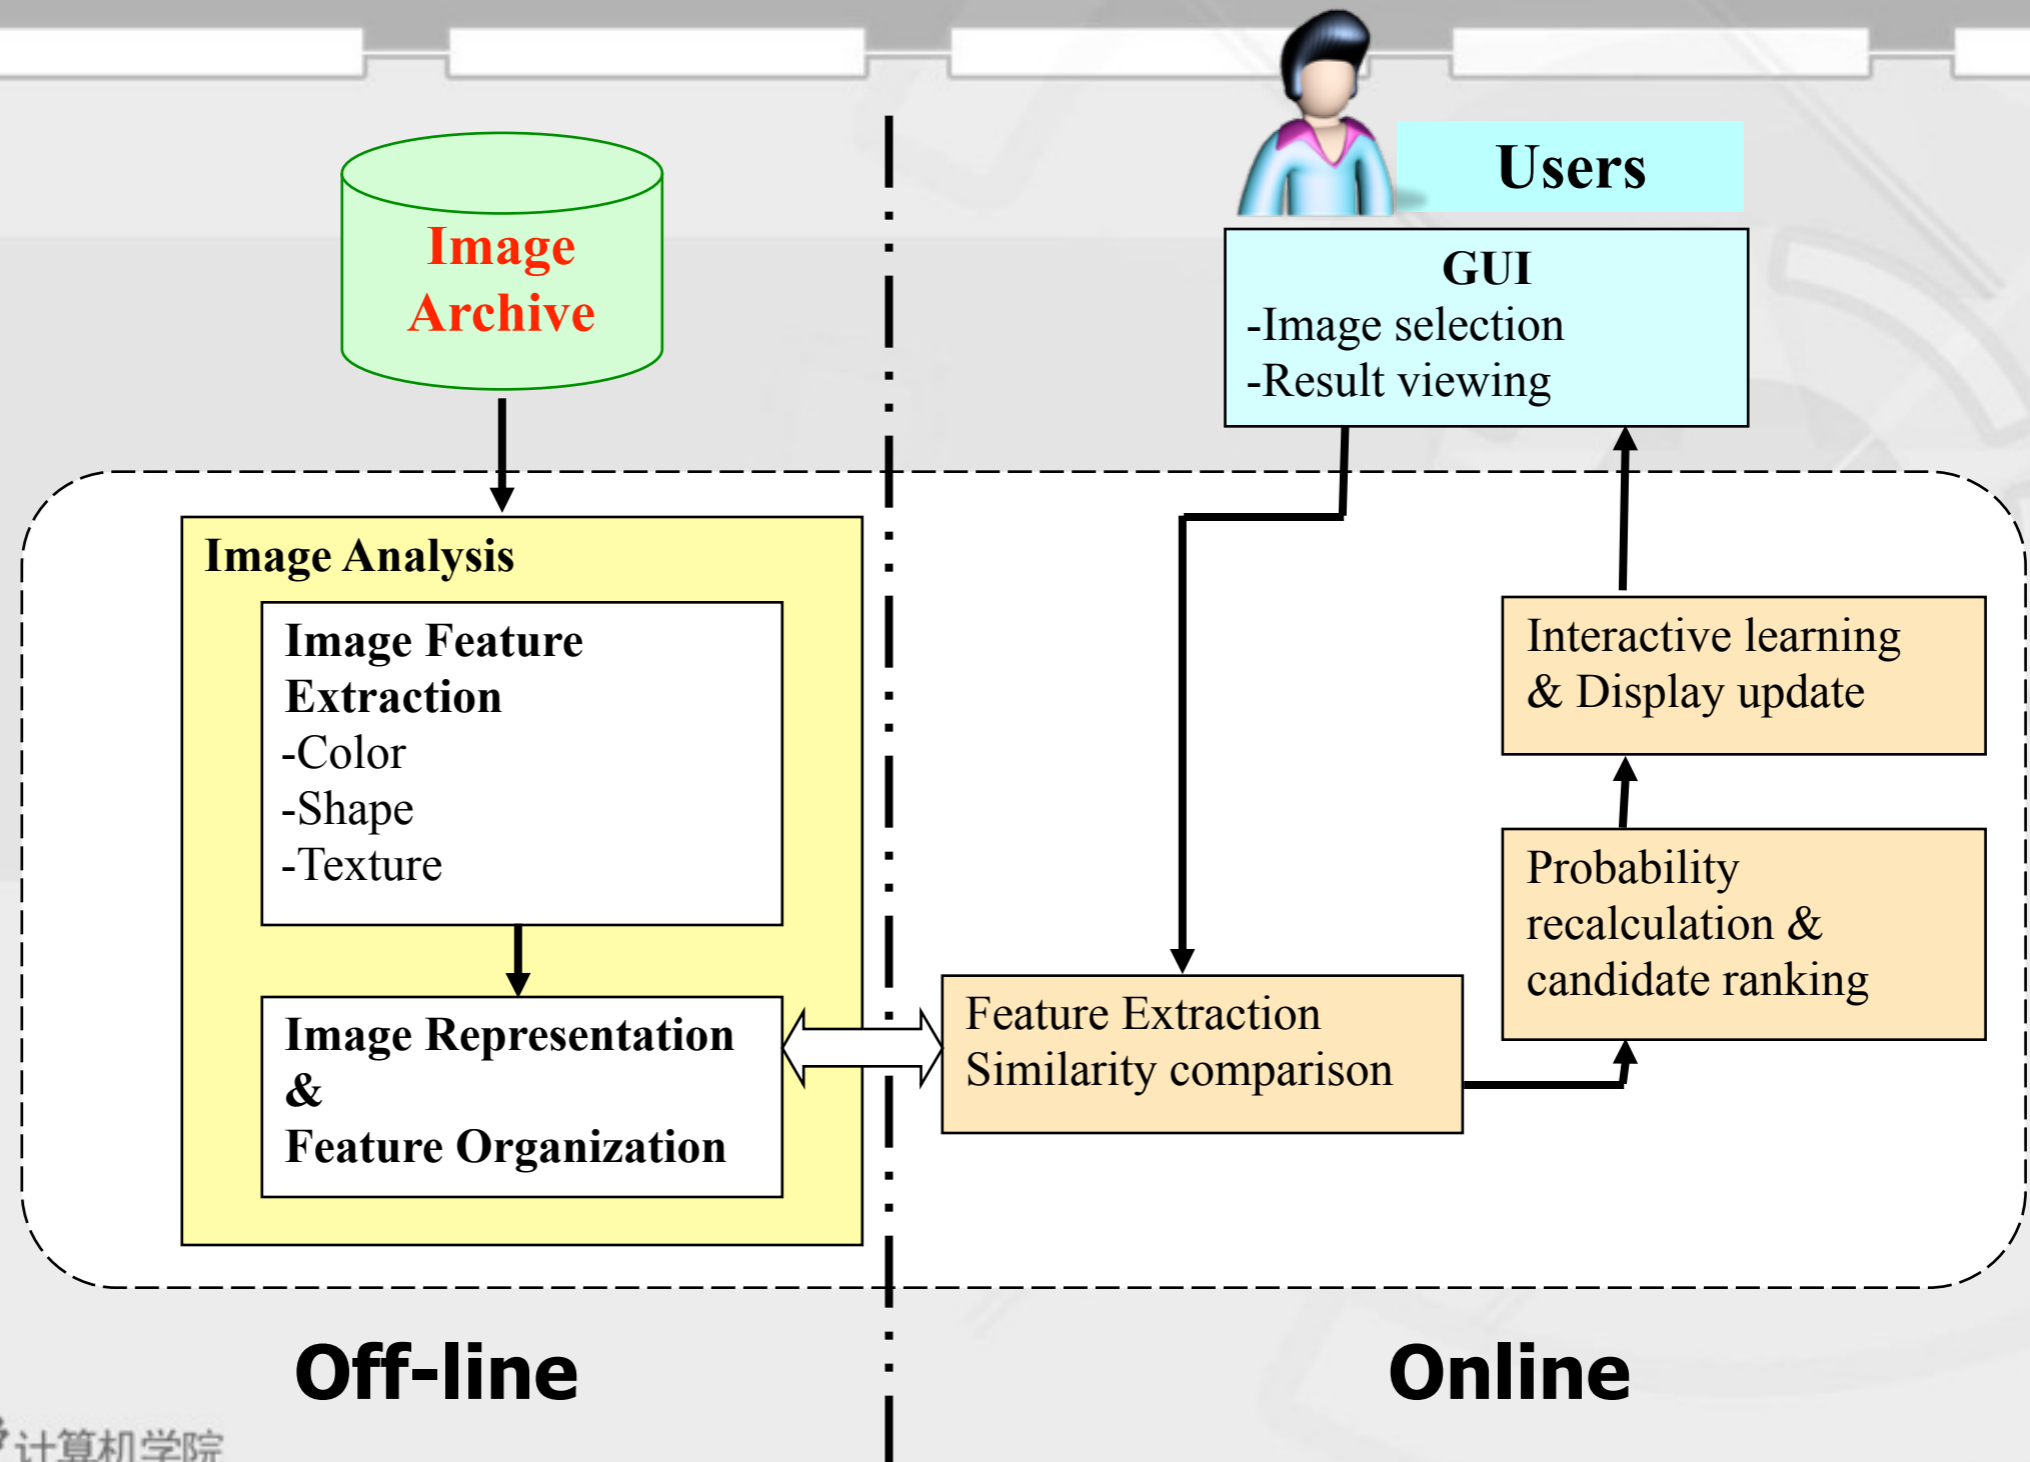 Image
Archive
Users
GUI
-Image selection
-Result viewing
Image Analysis
Image Feature
Extraction
-Color
-Shape
-Texture
Image Representation
&
Feature Organization
Feature Extraction
Similarity comparison
Interactive learning
& Display update
Probability
recalculation &
candidate ranking
Off-line
Online
计算机学院